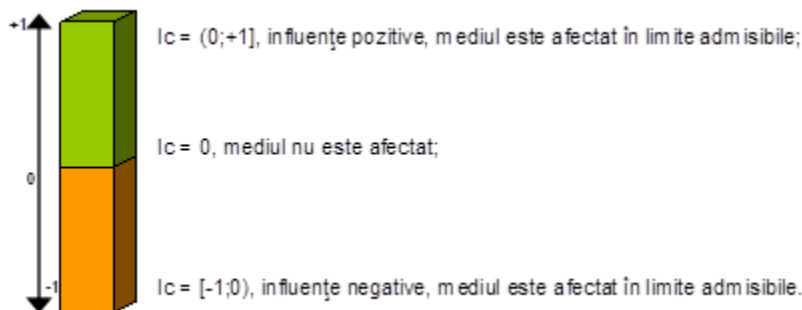 +1
Ic = (0;+1], influenţe pozitive, mediul este afectat în limite admisibile;
Ic = 0, mediul nu este afectat;
0
-1
Ic = [-1;0), influenţe negative, mediul este afectat în limite admisibile.